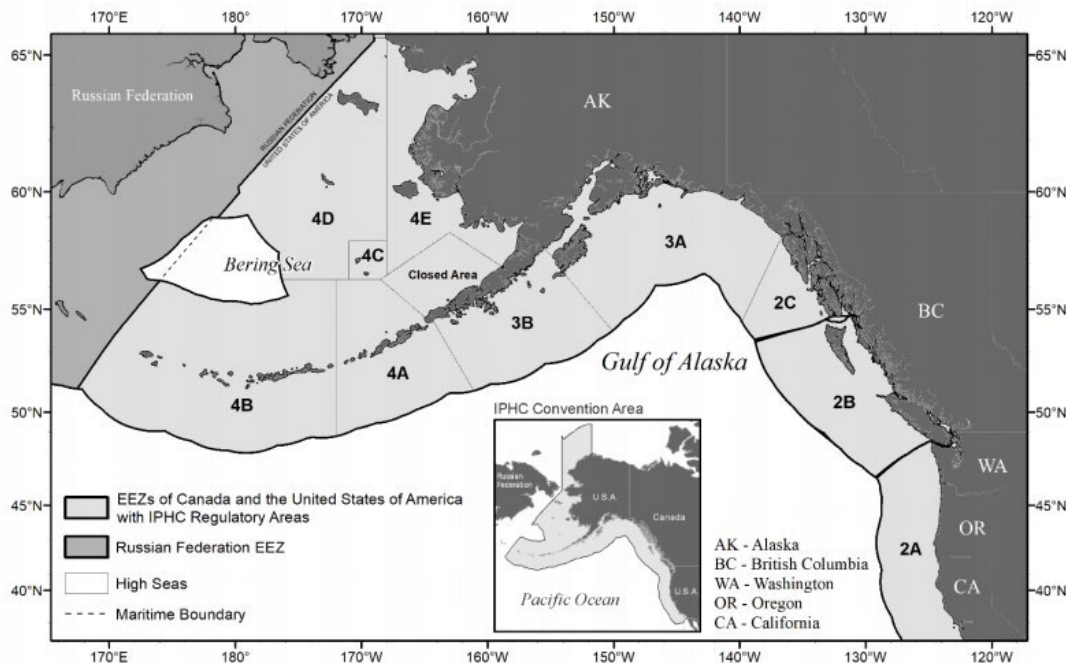 170°E 180° 170°W 160°W 150°W 140°W 130°W 120°W
65°N 65°N
Russian Federation
RUSSIAN FEDERATION
UNITED STATES OF AMERICA
AK
60°N 60°N
4D 4E
3A
4C
Bering Sea
Closed Area
55°N 55°N
2C
3B
BC
Gulf of Alaska
4A
4B
2B
50°N 50°N
IPHC Convention Area
WA
Russian
Federation
U.S.A.
Canada
U.S.A.
Pacific Ocean
45°N 45°N
OR
2A
CA
40°N 40°N
EEZs of Canada and the United States of America
with IPHC Regulatory Areas
Russian Federation EEZ
High Seas
Maritime Boundary
AK - Alaska
BC - British Columbia
WA - Washington
OR - Oregon
CA - California
170°E 180° 170°W 160°W 150°W 140°W 130°W 120°W